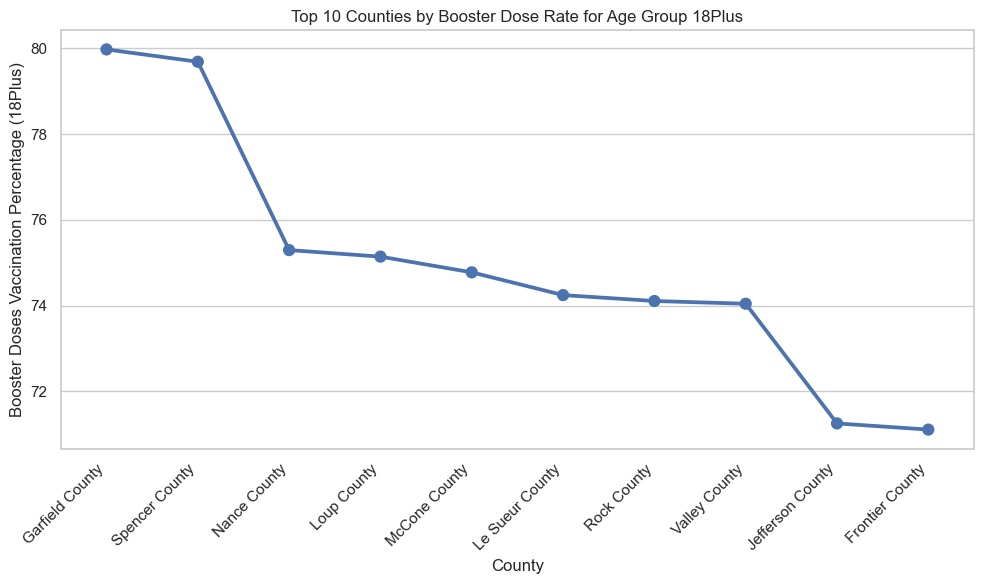 Top 10 Counties by Booster Dose Rate for Age Group 18Plus
Booster Doses Vaccination Percentage (18Plus)
80
78
76
74
72
Garfield County
Spencer County
Nance County
Loup County
McCone County
Le Sueur County
Rock County
Valley County
Jefferson County
Frontier County
County